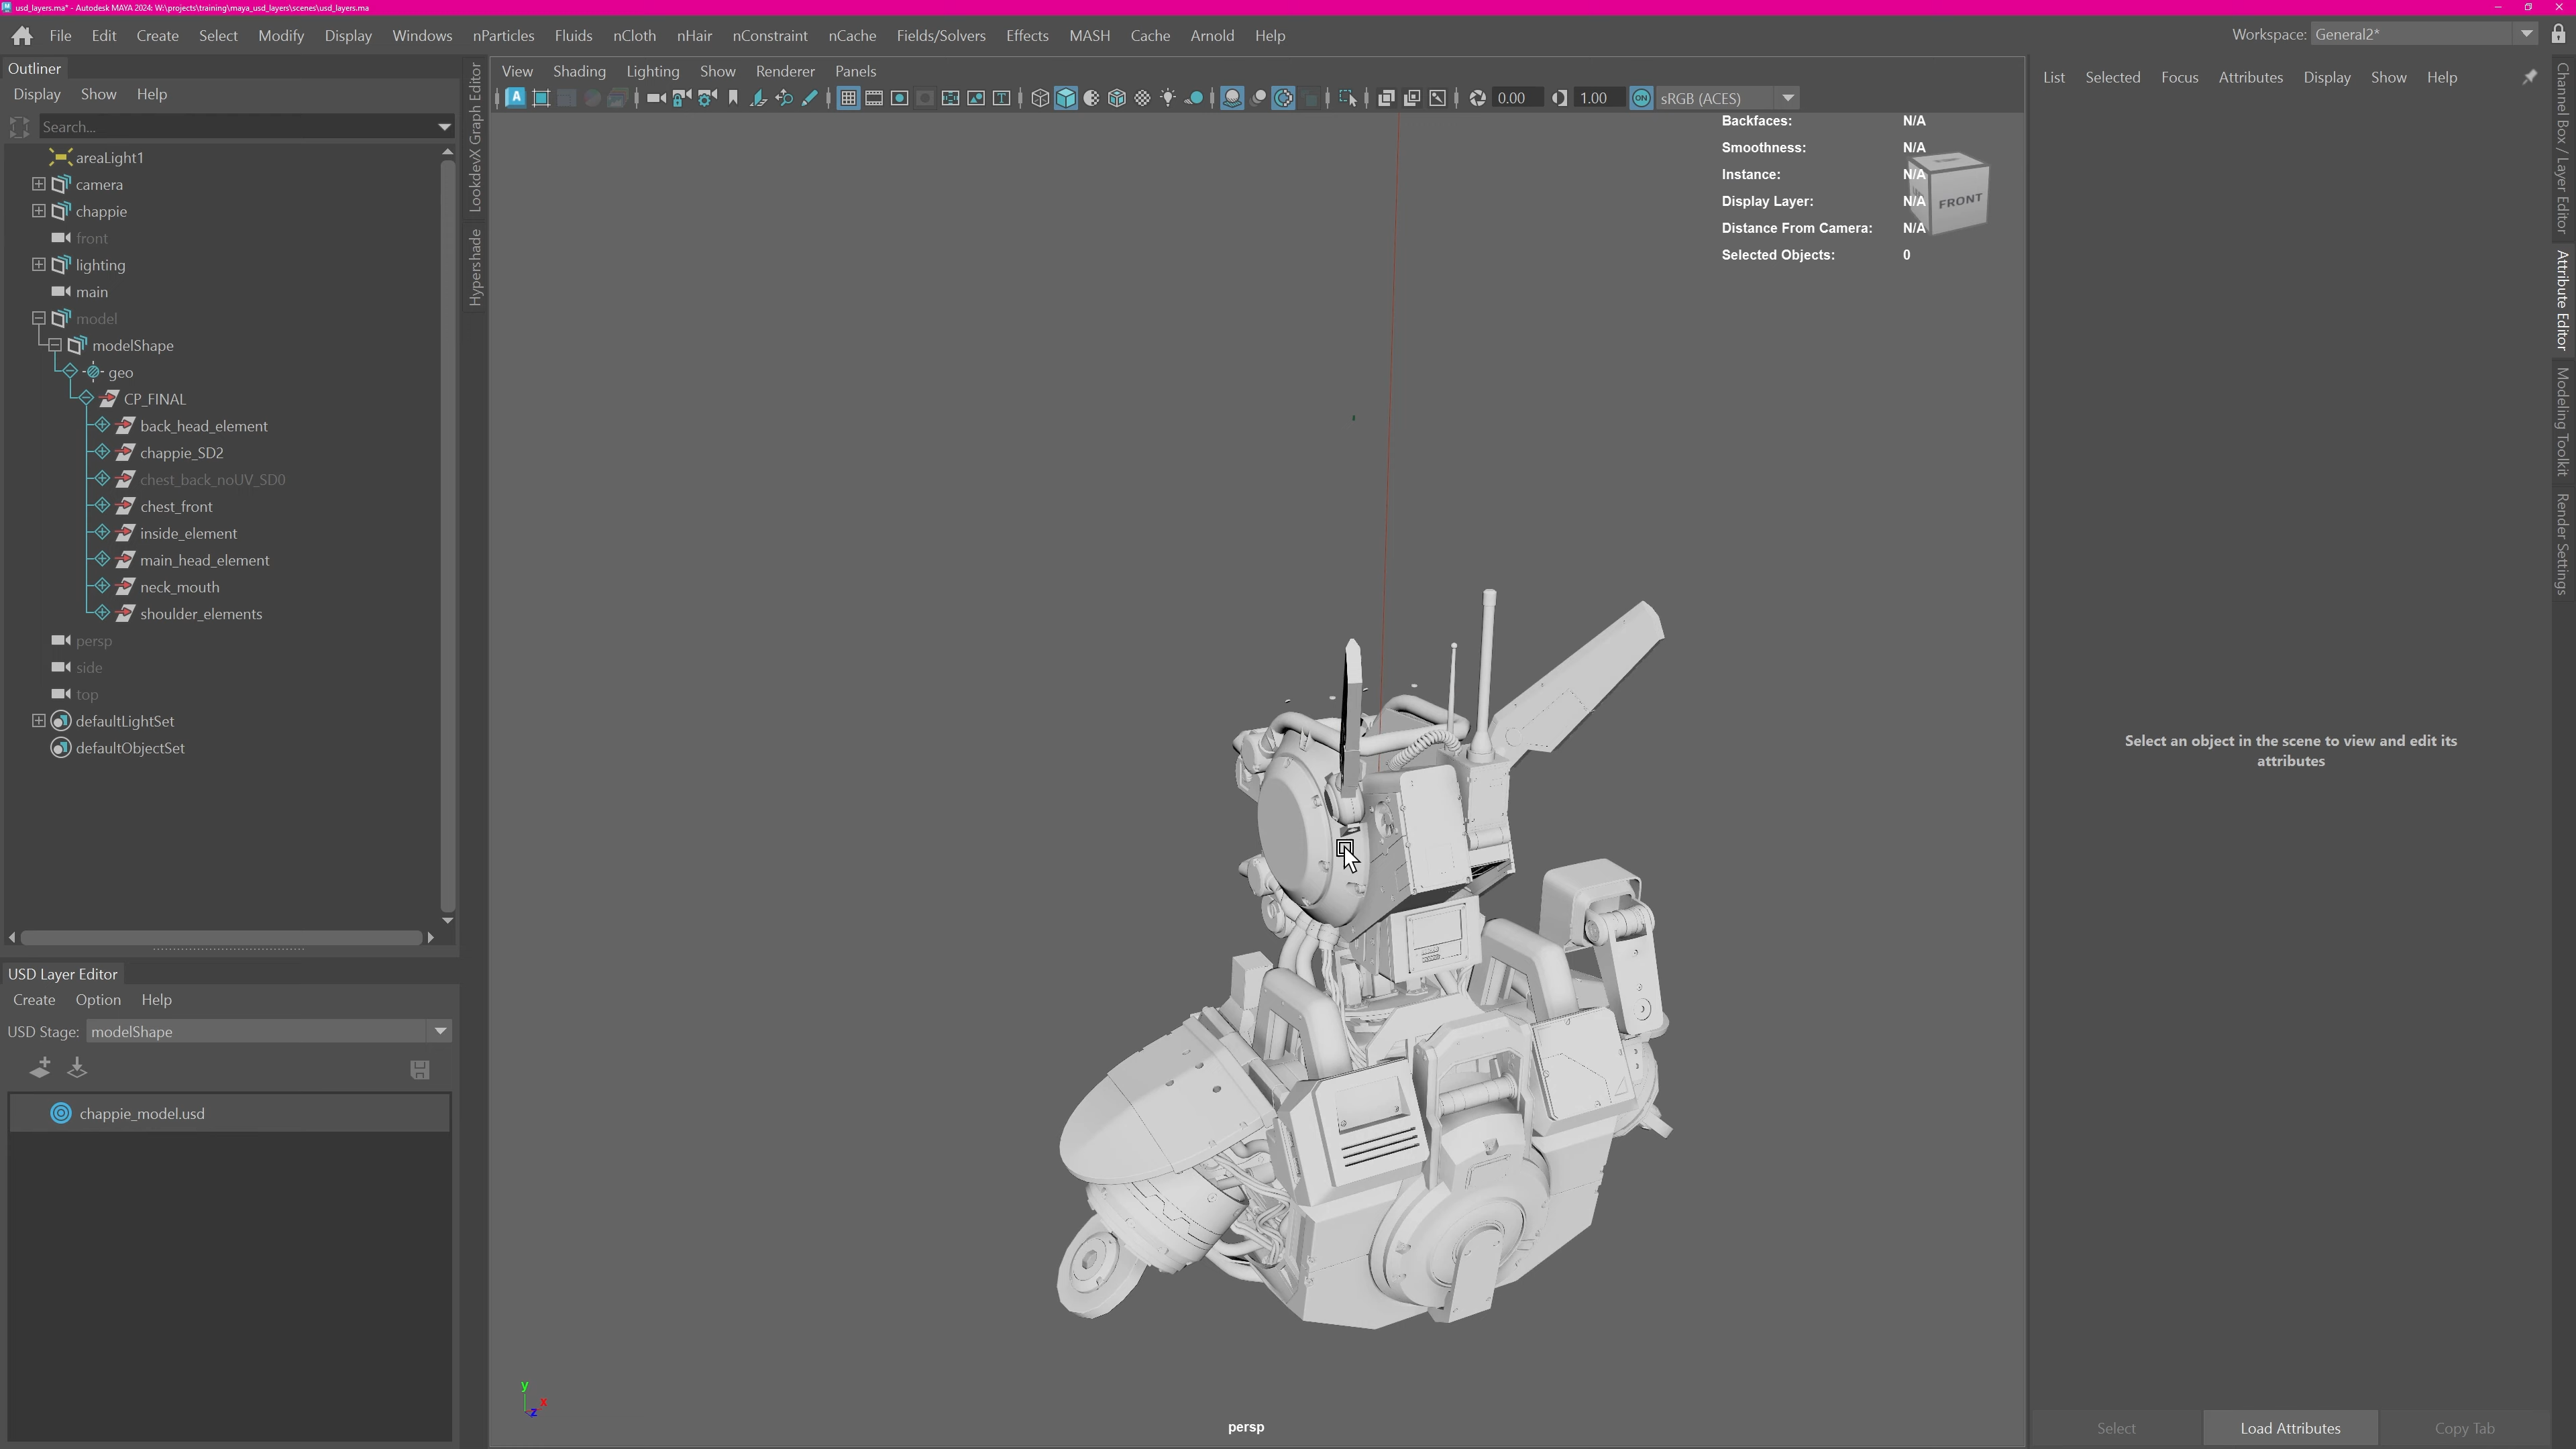 usd_layers.ma* - Autodesk MAYA 2024: W:\projects\training\maya_usd_layers\scenes\usd_layers.ma
File Edit Create Select Modify Display Windows nParticles Fluids nCloth nHair nConstraint nCache Fields/Solvers Effects MASH Cache Arnold Help
Workspace: General2*
Outliner
Display Show Help
Search...
areaLight1
camera
chappie
front
lighting
main
model
modelShape
geo
CP_FINAL
back_head_element
chappie_SD2
chest_back_noUV_SD0
chest_front
inside_element
main_head_element
neck_mouth
shoulder_elements
persp
side
top
defaultLightSet
defaultObjectSet
USD Layer Editor
Create Option Help
USD Stage: modelShape
chappie_model.usd
LookdevX Graph Editor
Hypershade
View Shading Lighting Show Renderer Panels
0.00 1.00 ON sRGB (ACES)
Backfaces: N/A
Smoothness: N/A
Instance: N/A
Display Layer: N/A
Distance From Camera: N/A
Selected Objects: 0
FRONT
y
x
z
persp
List Selected Focus Attributes Display Show Help
Select an object in the scene to view and edit its
attributes
Select Load Attributes Copy Tab
Channel Box / Layer Editor
Attribute Editor
Modeling Toolkit
Render Settings